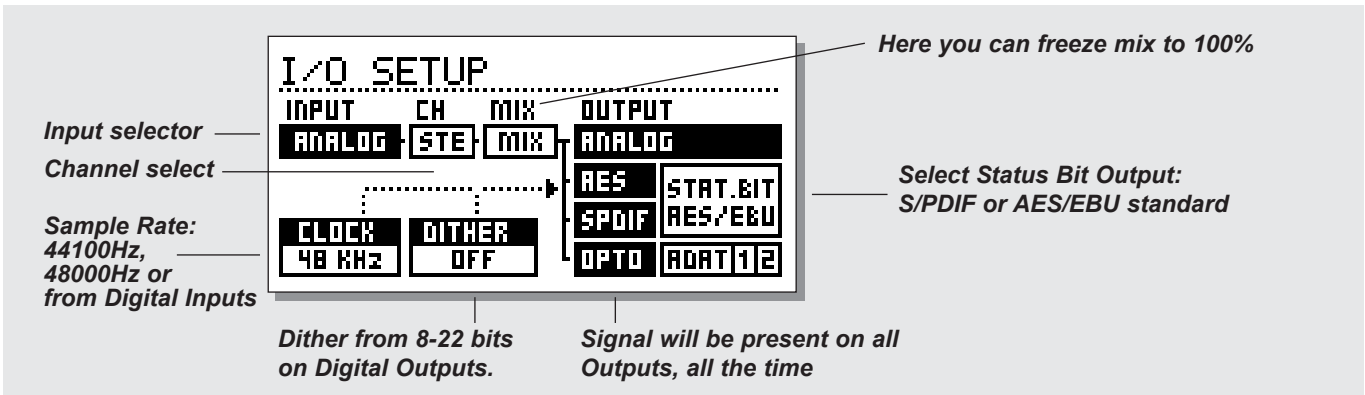 Here you can freeze mix to 100%
I/O SETUP
INPUT CH MIX OUTPUT
Input selector
ANALOG STE MIX ANALOG
Channel select
AES STAT.BIT
AES/EBU
Select Status Bit Output:
S/PDIF or AES/EBU standard
SPDIF
Sample Rate:
44100Hz,
48000Hz or
from Digital Inputs
CLOCK DITHER
48 KHz OFF
OPTO ADAT 1 2
Dither from 8-22 bits
on Digital Outputs.
Signal will be present on all
Outputs, all the time